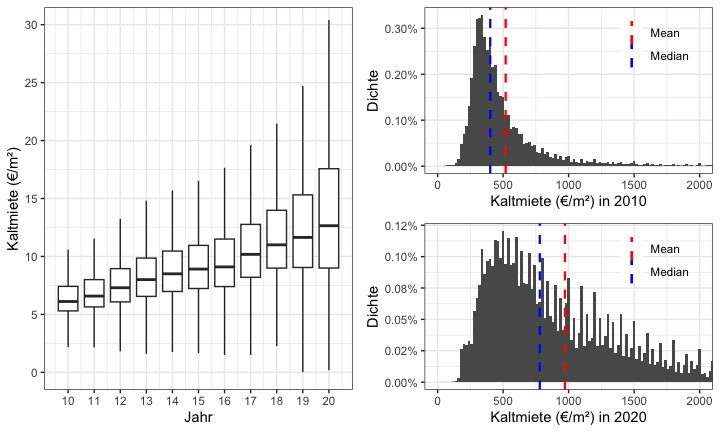 Kaltmiete (€/m²)
30
25
20
15
10
5
0
10 11 12 13 14 15 16 17 18 19 20
Jahr
Dichte
0.30%
0.20%
0.10%
0.00%
Mean
Median
0 500 1000 1500 2000
Kaltmiete (€/m²) in 2010
Dichte
0.12%
0.10%
0.08%
0.05%
0.02%
0.00%
Mean
Median
0 500 1000 1500 2000
Kaltmiete (€/m²) in 2020